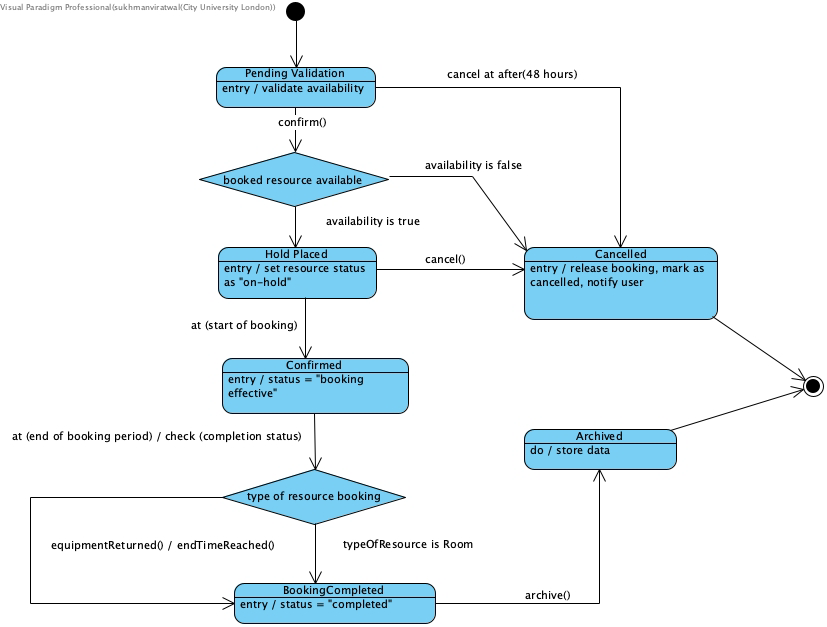 Visual Paradigm Professional(sukhmanviratwal(City University London))
Pending Validation
entry / validate availability
cancel at after(48 hours)
confirm()
booked resource available
availability is false
availability is true
Hold Placed
entry / set resource status
as "on-hold"
cancel()
Cancelled
entry / release booking, mark as
cancelled, notify user
at (start of booking)
Confirmed
entry / status = "booking
effective"
at (end of booking period) / check (completion status)
Archived
do / store data
type of resource booking
equipmentReturned() / endTimeReached()
typeOfResource is Room
BookingCompleted
entry / status = "completed"
archive()